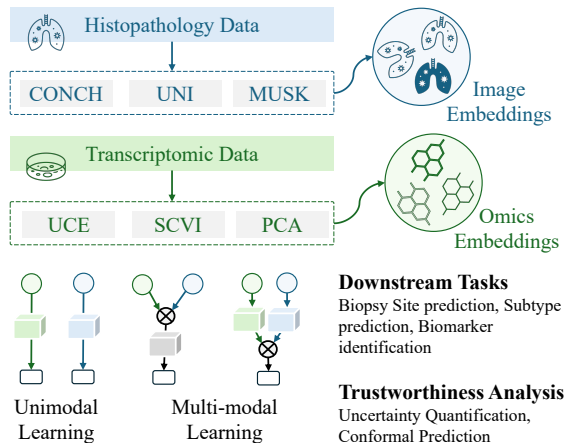 Histopathology Data
CONCH UNI MUSK
Image
Embeddings
Transcriptomic Data
UCE SCVI PCA
Omics
Embeddings
Unimodal
Learning
Multi-modal
Learning
Downstream Tasks
Biopsy Site prediction, Subtype
prediction, Biomarker
identification
Trustworthiness Analysis
Uncertainty Quantification,
Conformal Prediction